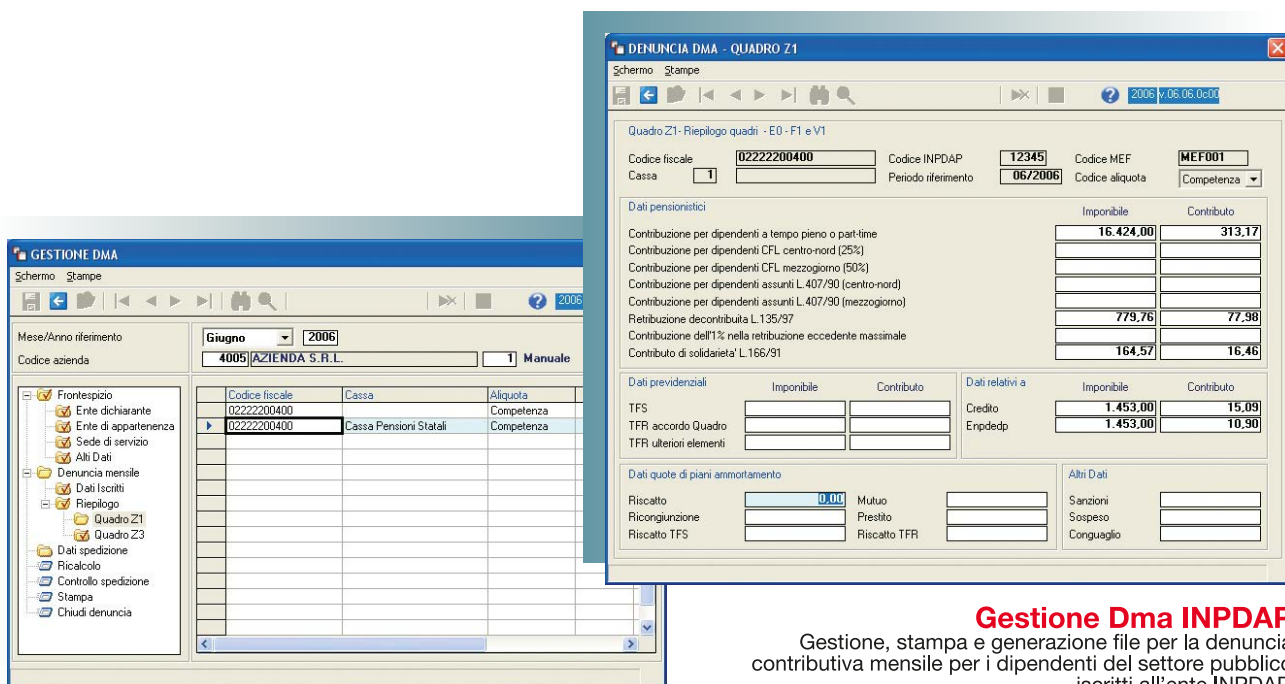 DENUNCIA DMA - QUADRO Z1
Schermo Stampe
2006 v.06.06.0c00
Quadro Z1- Riepilogo quadri - E0 - F1 e V1
Codice fiscale 02222200400 Codice INPDAP 12345 Codice MEF MEF001
Cassa 1 Periodo riferimento 06/2006 Codice aliquota Competenza
Dati pensionistici Imponibile Contributo
Contribuzione per dipendenti a tempo pieno o part-time 16.424,00 313,17
Contribuzione per dipendenti CFL centro-nord (25%)
Contribuzione per dipendenti CFL mezzogiorno (50%)
Contribuzione per dipendenti assunti L.407/90 (centro-nord)
Contribuzione per dipendenti assunti L.407/90 (mezzogiorno)
Retribuzione decontribuita L.135/97 779,76 77,98
Contribuzione dell'1% nella retribuzione eccedente massimale
Contributo di solidarieta' L.166/91 164,57 16,46
Dati previdenziali Imponibile Contributo
TFS
TFR accordo Quadro
TFR ulteriori elementi
Dati relativi a Imponibile Contributo
Credito 1.453,00 15,09
Enpdedp 1.453,00 10,90
Dati quote di piani ammortamento
Riscatto 0,00 Mutuo
Ricongiunzione Prestito
Riscatto TFS Riscatto TFR
Altri Dati
Sanzioni
Sospeso
Conguaglio
GESTIONE DMA
Schermo Stampe
2006
Mese/Anno riferimento Giugno 2006
Codice azienda 4005 AZIENDA S.R.L. 1 Manuale
Frontespizio
Ente dichiarante
Ente di appartenenza
Sede di servizio
Alti Dati
Denuncia mensile
Dati Iscritti
Riepilogo
Quadro Z1
Quadro Z3
Dati spedizione
Ricalcolo
Controllo spedizione
Stampa
Chiudi denuncia
Codice fiscale Cassa Aliquota
02222200400 Competenza
02222200400 Cassa Pensioni Statali Competenza
Gestione Dma INPDAP
Gestione, stampa e generazione file per la denuncia
contributiva mensile per i dipendenti del settore pubblico
iscritti all'ente INPDAP